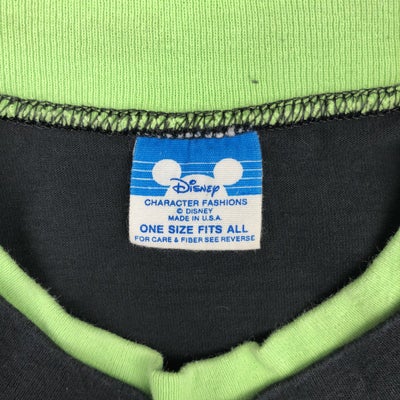 Disney
CHARACTER FASHIONS
© DISNEY
MADE IN U.S.A.
ONE SIZE FITS ALL
FOR CARE & FIBER SEE REVERSE